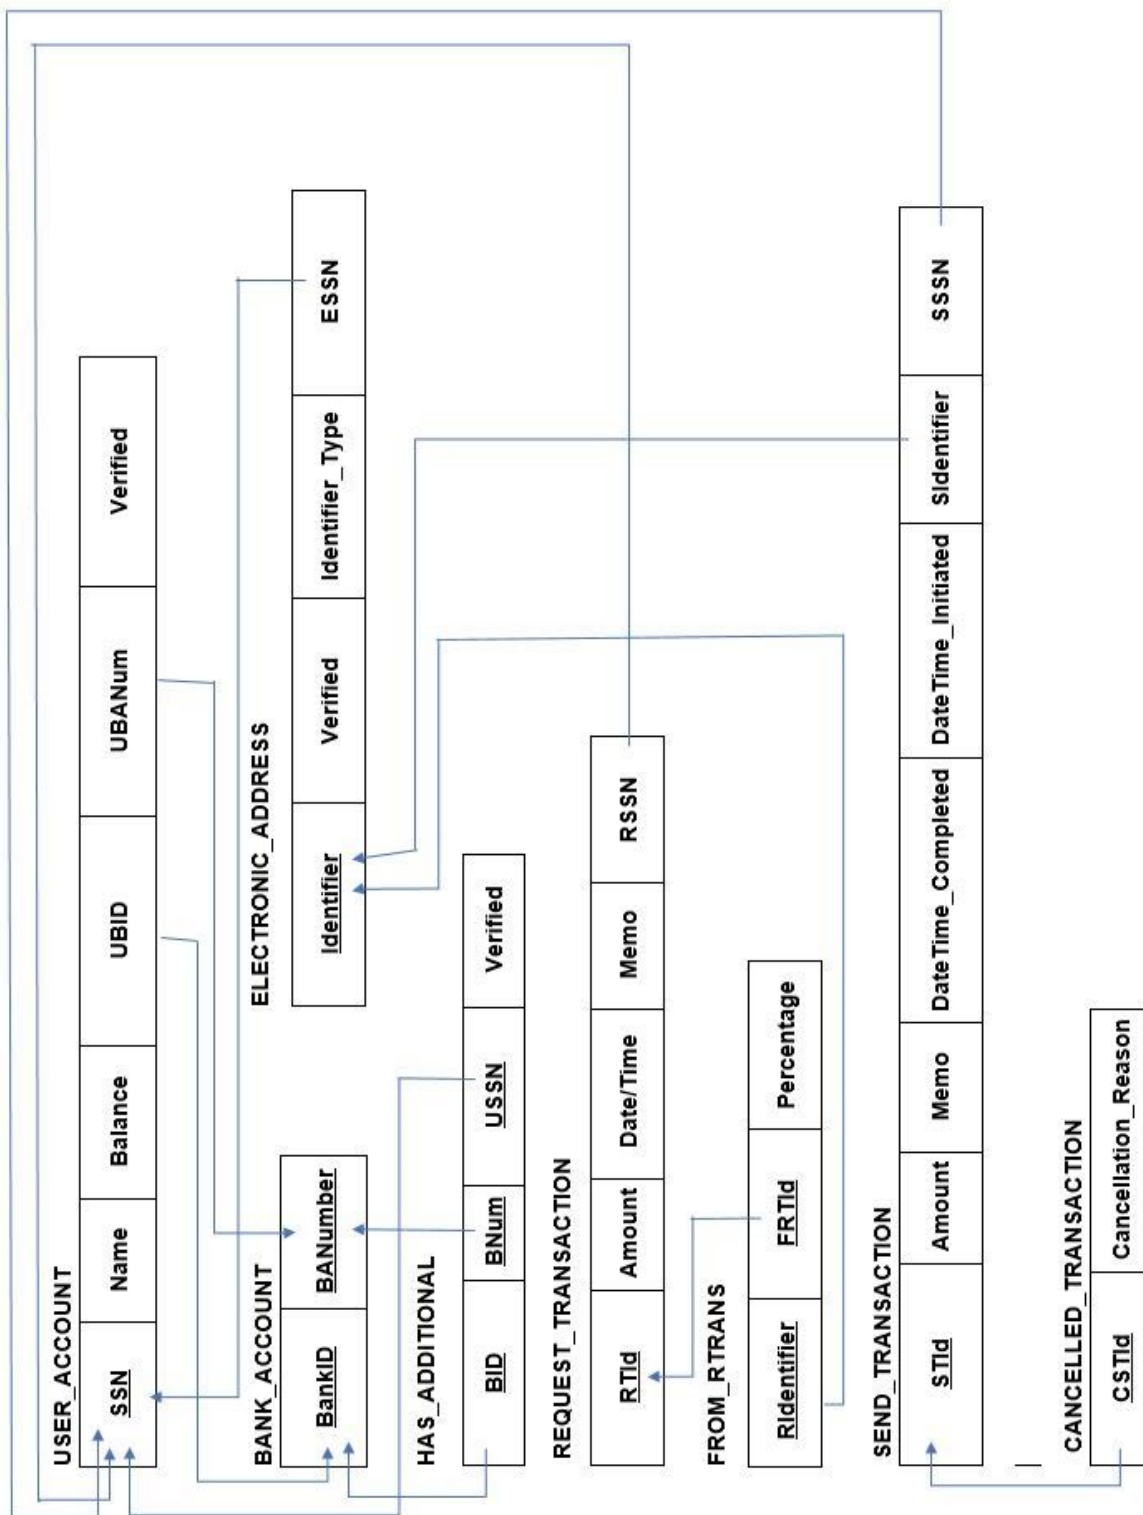 USER_ACCOUNT
SSN Name Balance UBID UBANum Verified
ELECTRONIC_ADDRESS
Identifier Verified Identifier_Type ESSN
BANK_ACCOUNT
BankID BANumber
HAS_ADDITIONAL
BID BNum USSN Verified
REQUEST_TRANSACTION
RTId Amount Date/Time Memo RSSN
FROM_RTRANS
RIdentifier FRTId Percentage
SEND_TRANSACTION
STId Amount Memo DateTime_Completed DateTime_Initiated SIdentifier SSSN
CANCELLED_TRANSACTION
CSTId Cancellation_Reason